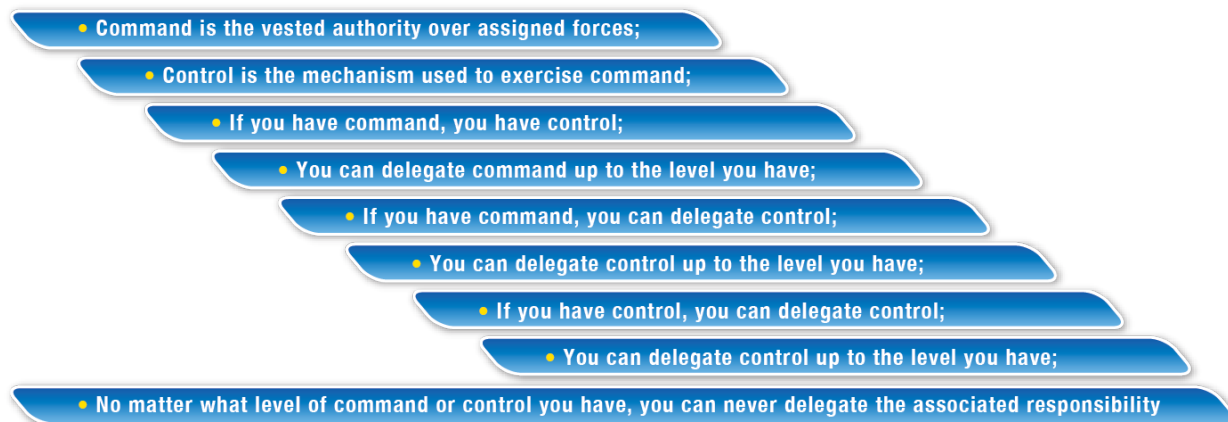 • Command is the vested authority over assigned forces;
• Control is the mechanism used to exercise command;
• If you have command, you have control;
• You can delegate command up to the level you have;
• If you have command, you can delegate control;
• You can delegate control up to the level you have;
• If you have control, you can delegate control;
• You can delegate control up to the level you have;
• No matter what level of command or control you have, you can never delegate the associated responsibility